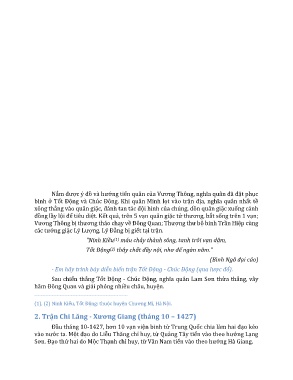 Nắm được ý đồ và hướng tiến quân của Vương Thông, nghĩa quân đã đặt phục
binh ở Tốt Động và Chúc Động. Khi quân Minh lọt vào trận địa, nghĩa quân nhất tề
xông thẳng vào quân giặc, đánh tan tác đội hình của chúng, dồn quân giặc xuống cánh
đồng lầy lội để tiêu diệt. Kết quả, trên 5 vạn quân giặc tử thương, bắt sống trên 1 vạn;
Vương Thông bị thương tháo chạy về Đông Quan; Thượng thư bộ binh Trần Hiệp cùng
các tướng giặc Lý Lượng, Lý Đằng bị giết tại trận.
"Ninh Kiều(1) máu chảy thành sông, tanh trôi vạn dặm,
Tốt Động(2) thây chất đầy nội, nhơ để ngàn năm."
(Bình Ngô đại cáo)
- Em hãy trình bày diễn biến trận Tốt Động - Chúc Động (qua lược đồ).
Sau chiến thắng Tốt Động - Chúc Động, nghĩa quân Lam Sơn thừa thắng, vây
hãm Đông Quan và giải phóng nhiều châu, huyện.
(1), (2) Ninh Kiều, Tốt Động: thuộc huyện Chương Mĩ, Hà Nội.
2. Trận Chi Lăng - Xương Giang (tháng 10 – 1427)
Đầu tháng 10-1427, hơn 10 vạn viện binh từ Trung Quốc chia làm hai đạo kéo
vào nước ta. Một đạo do Liễu Thăng chỉ huy, từ Quảng Tây tiến vào theo hướng Lạng
Sơn. Đạo thứ hai do Mộc Thạnh chỉ huy, từ Vân Nam tiến vào theo hướng Hà Giang.